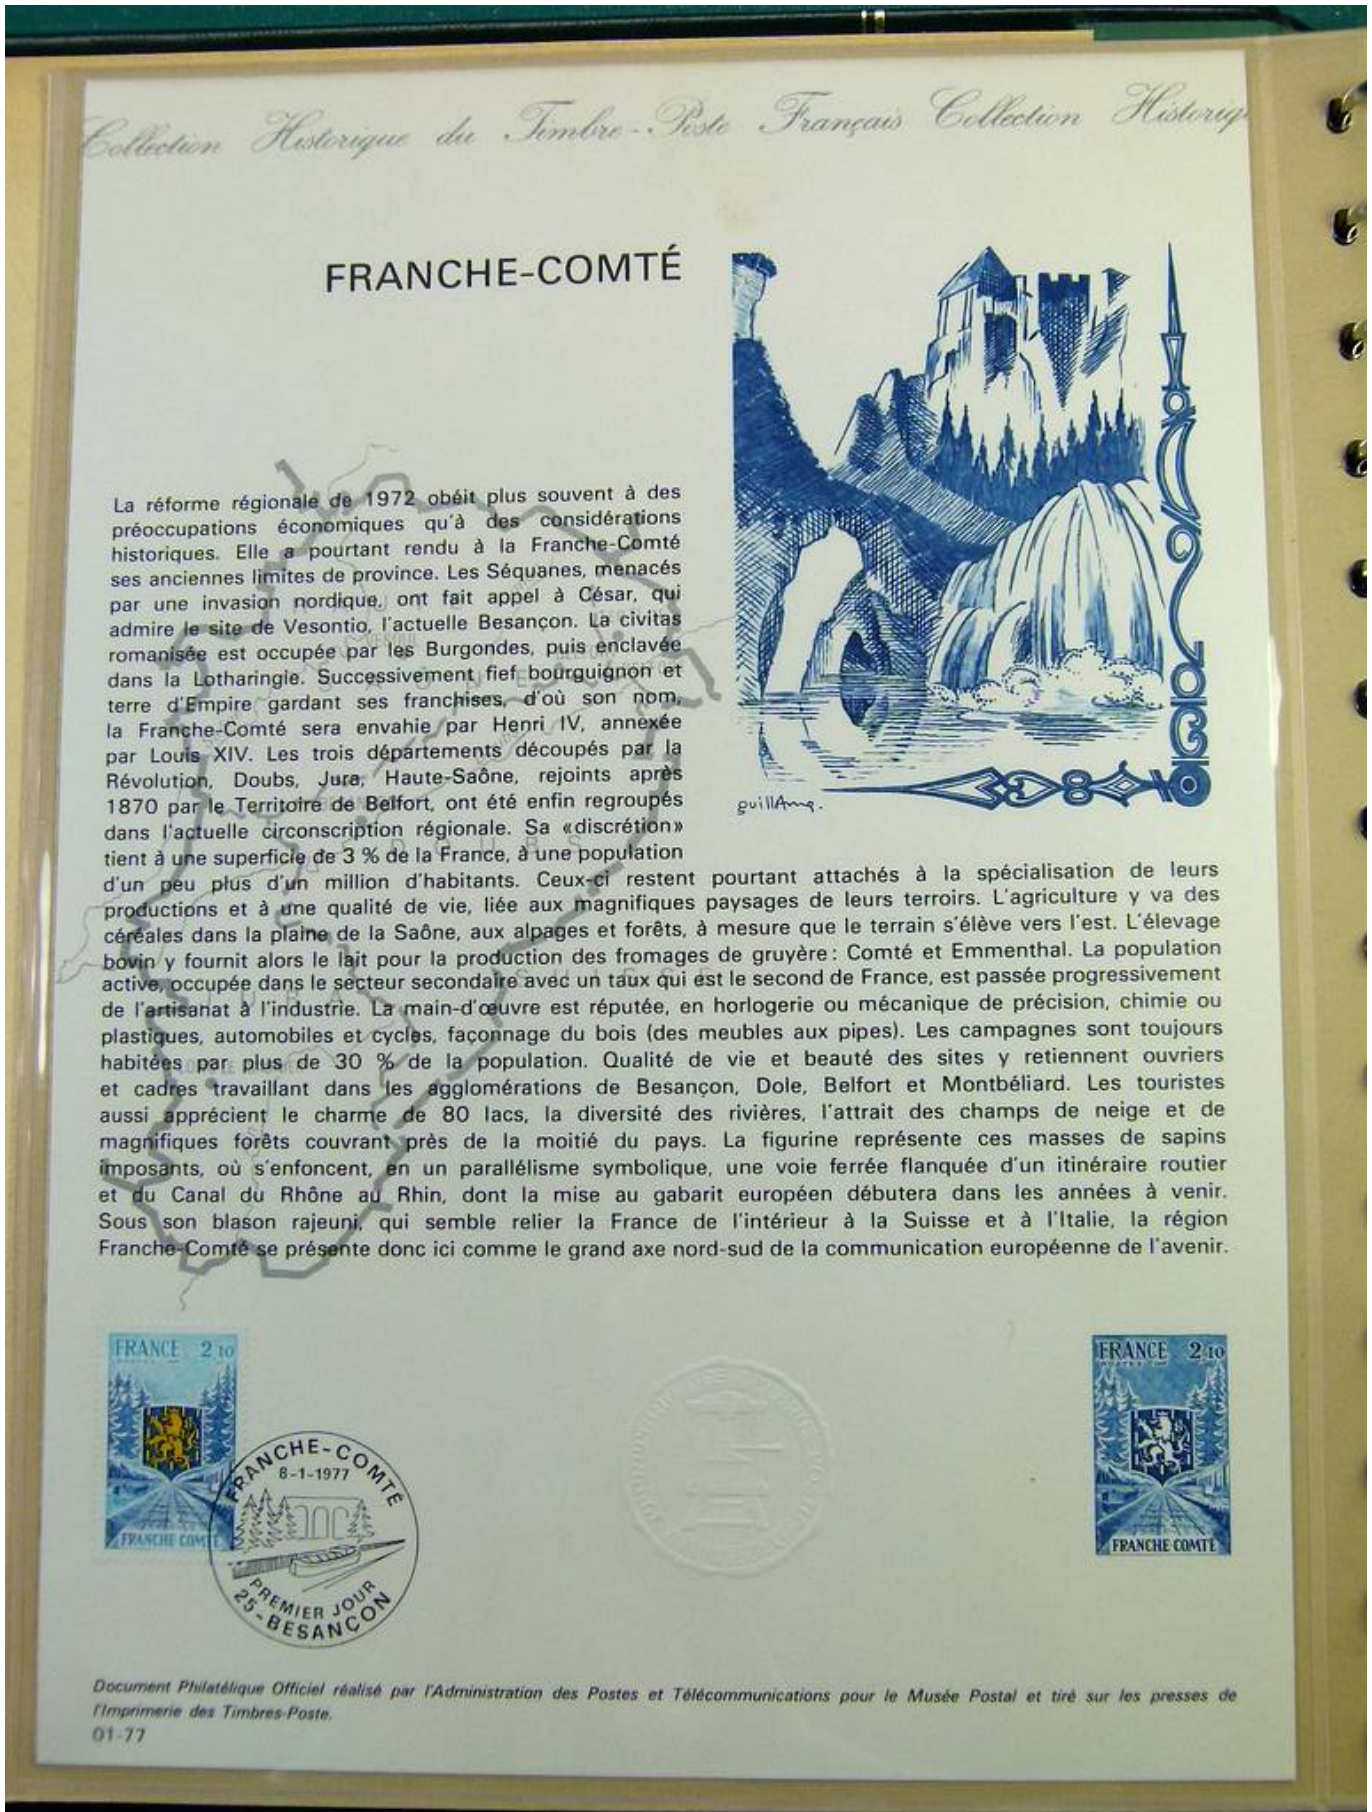 Collection Historique du Timbre-Poste Français Collection Historiq
FRANCHE-COMTÉ
La réforme régionale de 1972 obéit plus souvent à des
préoccupations économiques qu'à des considérations
historiques. Elle a pourtant rendu à la Franche-Comté
ses anciennes limites de province. Les Séquanes, menacés
par une invasion nordique, ont fait appel à César, qui
admire le site de Vesontio, l'actuelle Besançon. La civitas
romanisée est occupée par les Burgondes, puis enclavée
dans la Lotharingie. Successivement fief bourguignon et
terre d'Empire gardant ses franchises, d'où son nom,
la Franche-Comté sera envahie par Henri IV, annexée
par Louis XIV. Les trois départements découpés par la
Révolution, Doubs, Jura, Haute-Saône, rejoints après
1870 par le Territoire de Belfort, ont été enfin regroupés
dans l'actuelle circonscription régionale. Sa «discrétion»
tient à une superficie de 3 % de la France, à une population
d'un peu plus d'un million d'habitants. Ceux-ci restent pourtant attachés à la spécialisation de leurs
productions et à une qualité de vie, liée aux magnifiques paysages de leurs terroirs. L'agriculture y va des
céréales dans la plaine de la Saône, aux alpages et forêts, à mesure que le terrain s'élève vers l'est. L'élevage
bovin y fournit alors le lait pour la production des fromages de gruyère : Comté et Emmenthal. La population
active, occupée dans le secteur secondaire avec un taux qui est le second de France, est passée progressivement
de l'artisanat à l'industrie. La main-d'œuvre est réputée, en horlogerie ou mécanique de précision, chimie ou
plastiques, automobiles et cycles, façonnage du bois (des meubles aux pipes). Les campagnes sont toujours
habitées par plus de 30 % de la population. Qualité de vie et beauté des sites y retiennent ouvriers
et cadres travaillant dans les agglomérations de Besançon, Dole, Belfort et Montbéliard. Les touristes
aussi apprécient le charme de 80 lacs, la diversité des rivières, l'attrait des champs de neige et de
magnifiques forêts couvrant près de la moitié du pays. La figurine représente ces masses de sapins
imposants, où s'enfoncent, en un parallélisme symbolique, une voie ferrée flanquée d'un itinéraire routier
et du Canal du Rhône au Rhin, dont la mise au gabarit européen débutera dans les années à venir.
Sous son blason rajeuni, qui semble relier la France de l'intérieur à la Suisse et à l'Italie, la région
Franche-Comté se présente donc ici comme le grand axe nord-sud de la communication européenne de l'avenir.
FRANCE 2,10
FRANCHE-COMTÉ
FRANCHE-COMTÉ
8-1-1977
PREMIER JOUR
25-BESANÇON
FRANCE 2,10
FRANCHE-COMTÉ
Document Philatélique Officiel réalisé par l'Administration des Postes et Télécommunications pour le Musée Postal et tiré sur les presses de
l'Imprimerie des Timbres-Poste.
01-77